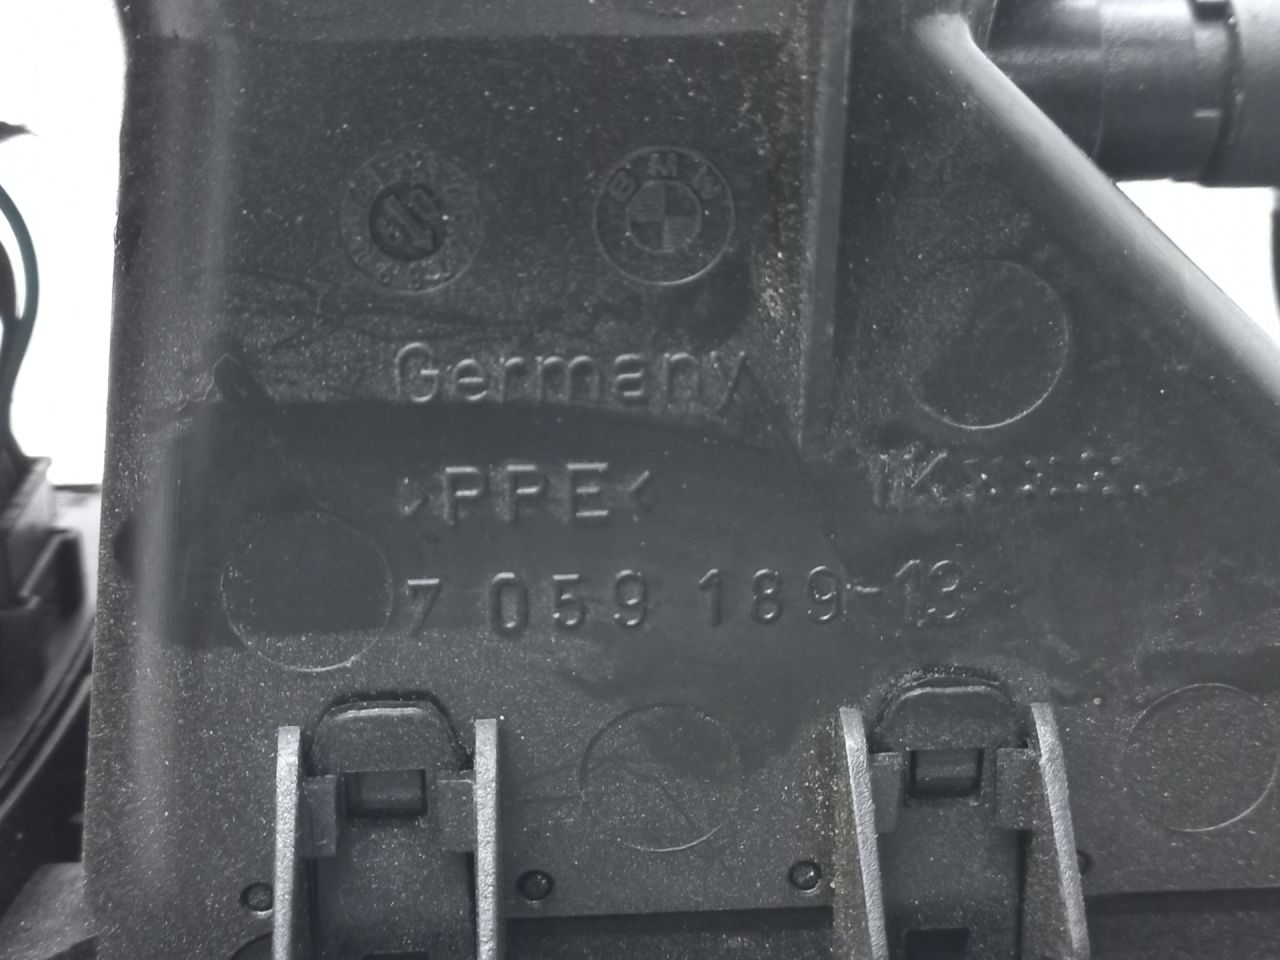 BMW
Germany
>PPE<
7 059 189-13